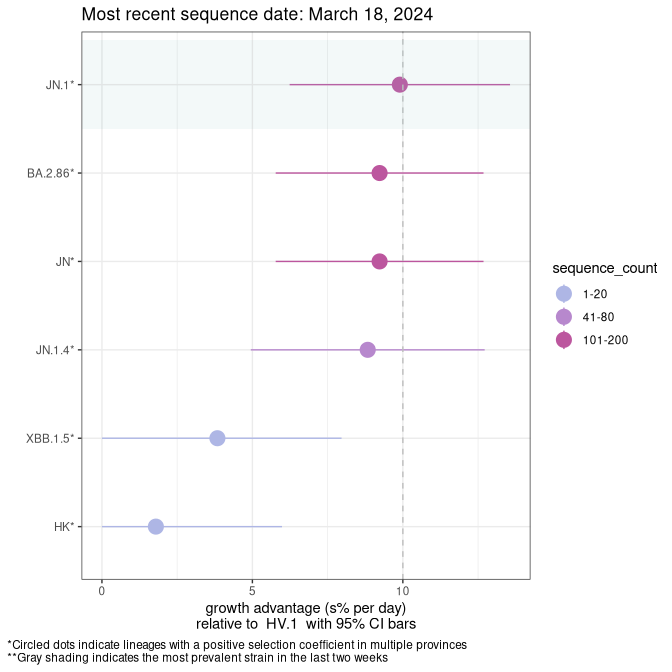 Most recent sequence date: March 18, 2024
JN.1*
BA.2.86*
JN*
JN.1.4*
XBB.1.5*
HK*
sequence_count
1-20
41-80
101-200
0 5 10
growth advantage (s% per day)
relative to HV.1 with 95% CI bars
*Circled dots indicate lineages with a positive selection coefficient in multiple provinces
**Gray shading indicates the most prevalent strain in the last two weeks